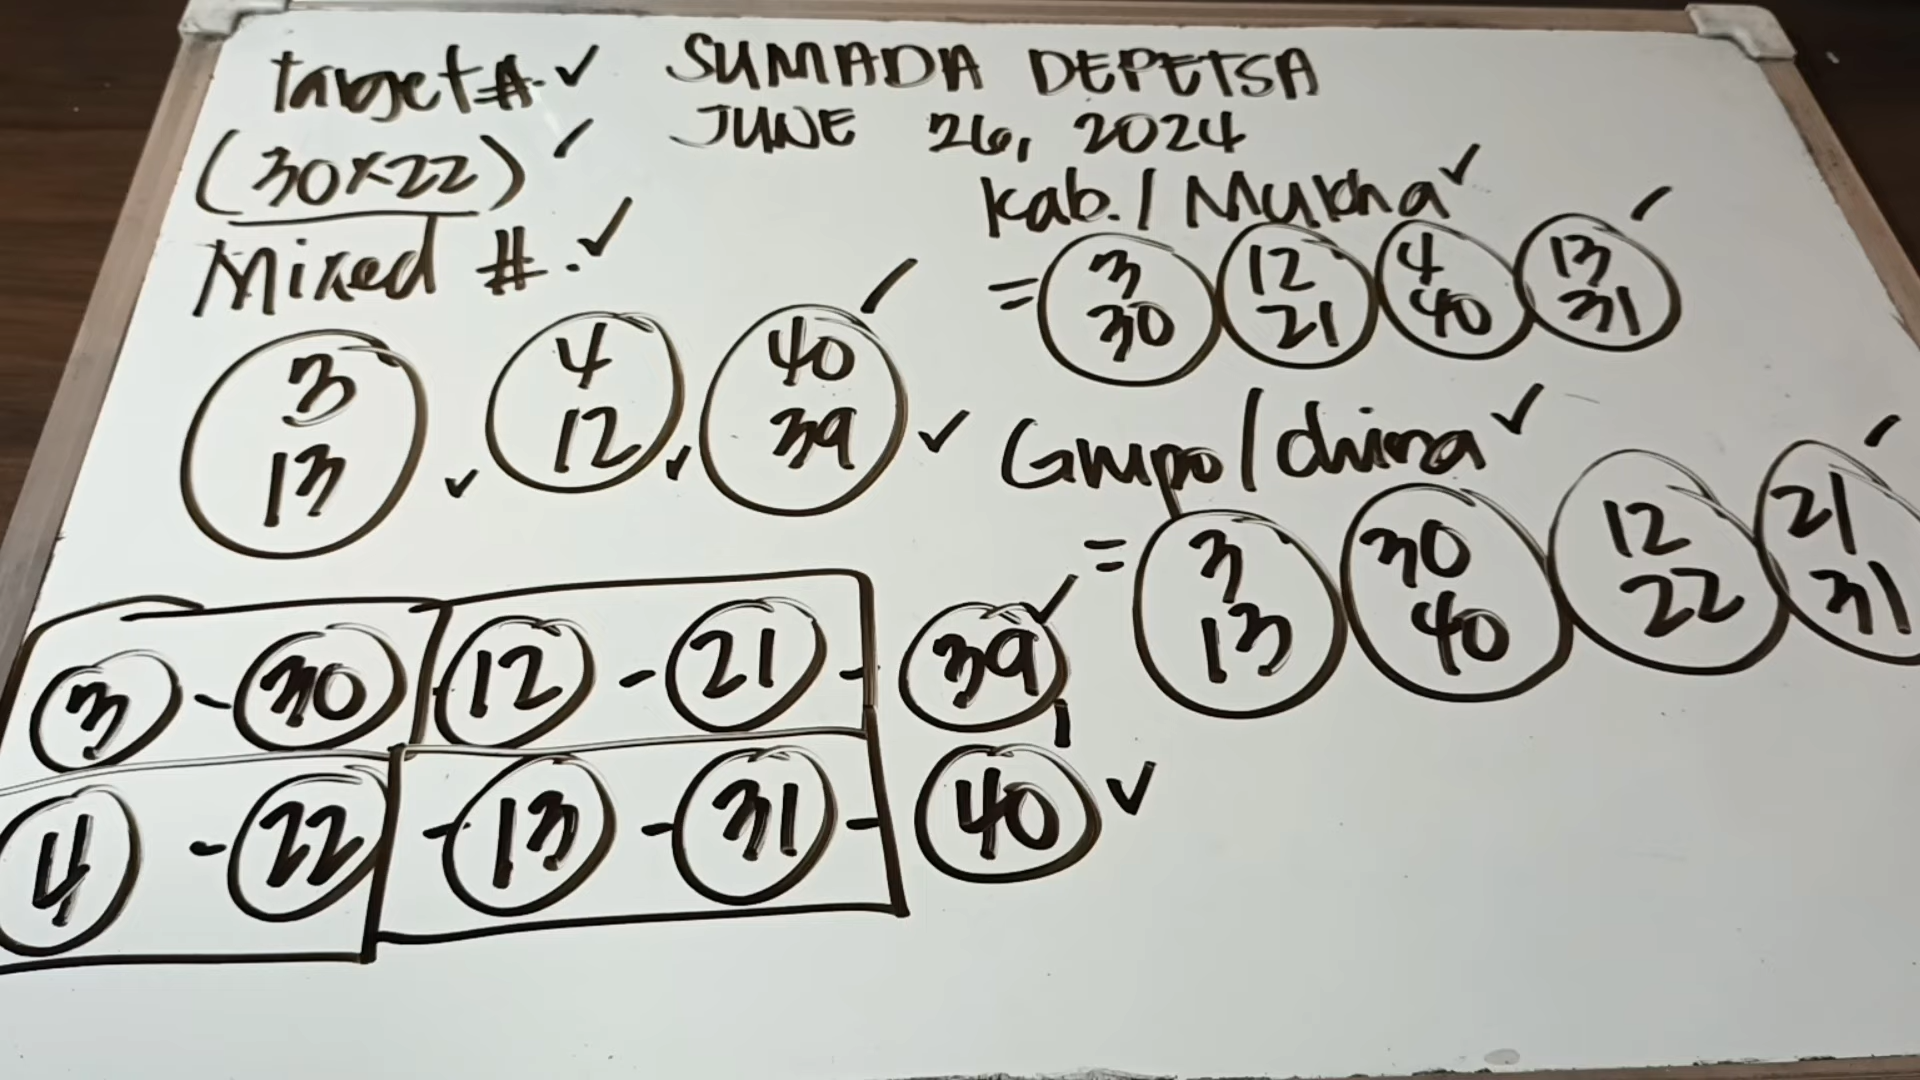 Target #. ✓
(30x22) ✓
Mixed #. ✓
3 4 40 ✓
13 ✓ 12 ✓ 39 ✓
SUMADA DEPETSA
JUNE 26, 2024
Kab. / Mukha ✓
= 3 12 4 13 ✓
30 21 40 31
Grupo / china ✓
= 3 30 12 21 ✓
13 40 22 31
3 - 30 - 12 - 21 - 39 ✓
4 - 22 - 13 - 31 - 40 ✓